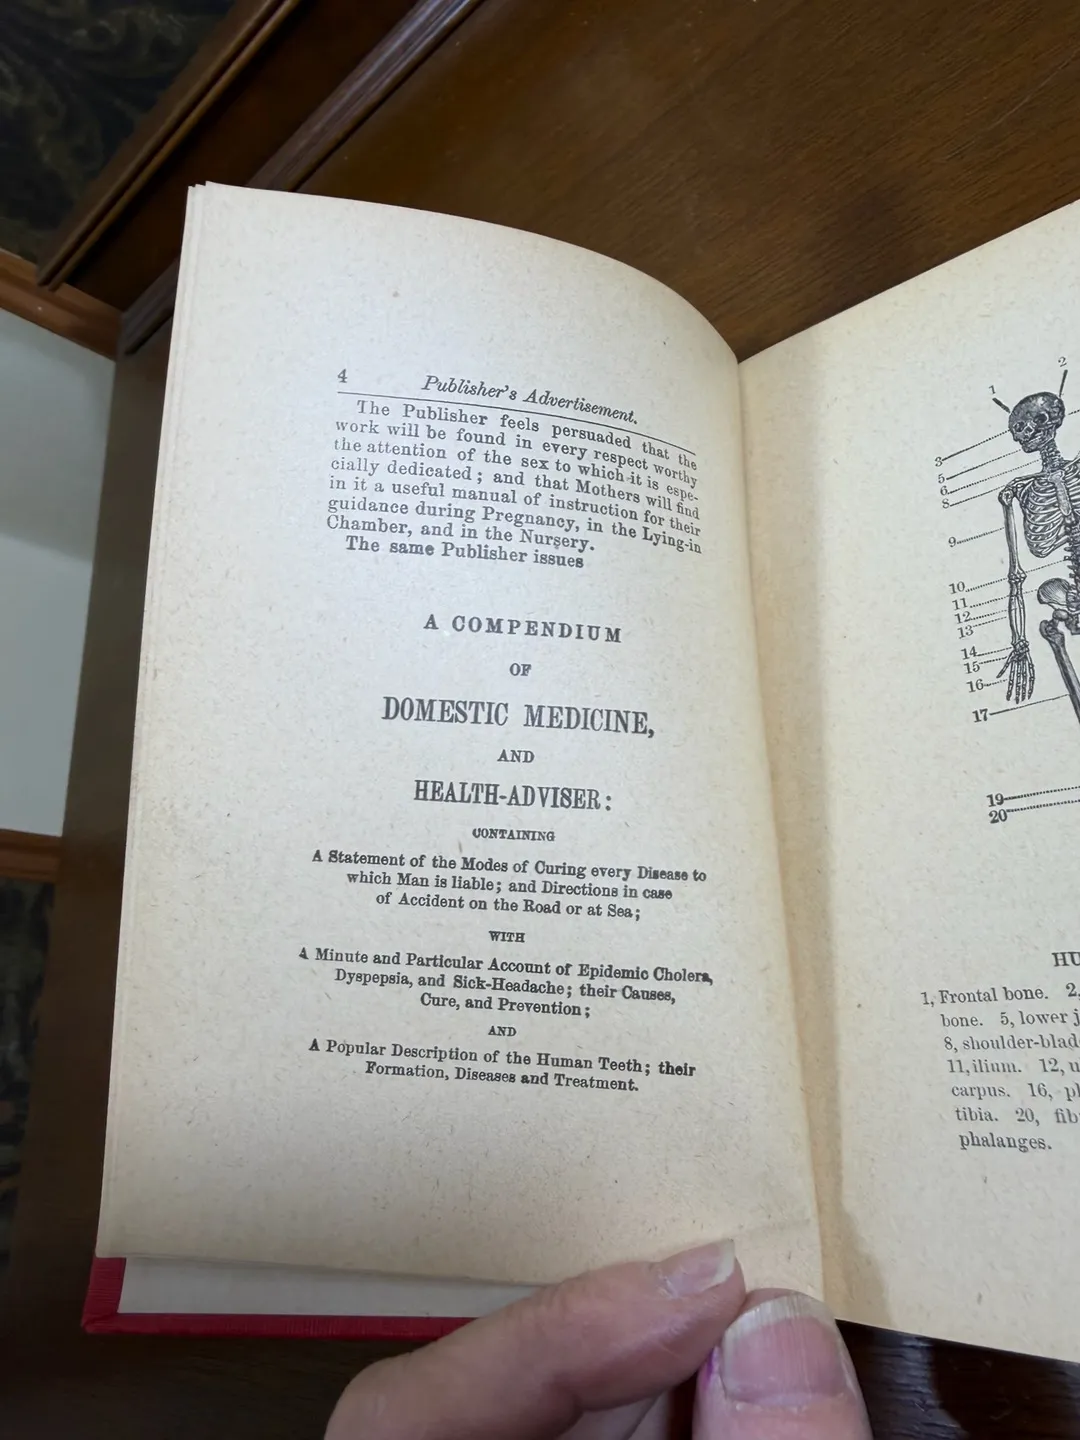 4 Publisher's Advertisement.
The Publisher feels persuaded that the
work will be found in every respect worthy
the attention of the sex to which it is espe-
cially dedicated; and that Mothers will find
in it a useful manual of instruction for their
guidance during Pregnancy, in the Lying-in
Chamber, and in the Nursery.
The same Publisher issues
A COMPENDIUM
OF
DOMESTIC MEDICINE,
AND
HEALTH-ADVISER:
CONTAINING
A Statement of the Modes of Curing every Disease to
which Man is liable; and Directions in case
of Accident on the Road or at Sea;
WITH
A Minute and Particular Account of Epidemic Cholera,
Dyspepsia, and Sick-Headache; their Causes,
Cure, and Prevention;
AND
A Popular Description of the Human Teeth; their
Formation, Diseases and Treatment.
1
2
3
5
6
8
9
10
11
12
13
14
15
16
17
19
20
HU
1, Frontal bone. 2,
bone. 5, lower j
8, shoulder-blad
11, ilium. 12, u
carpus. 16, pl
tibia. 20, fib
phalanges.